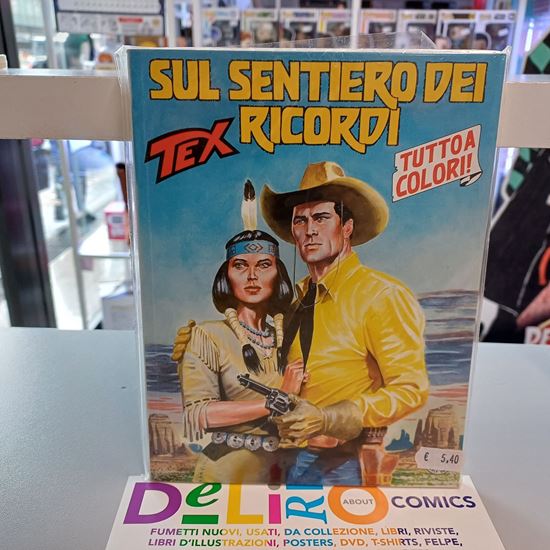 SUL SENTIERO DEI
RICORDI
TEX
TUTTO A
COLORI!
€ 5,40
DeLiRiO
ABOUT
COMICS
FUMETTI NUOVI, USATI, DA COLLEZIONE, LIBRI, RIVISTE,
LIBRI D'ILLUSTRAZIONI, POSTERS, DVD, T-SHIRTS, FELPE,